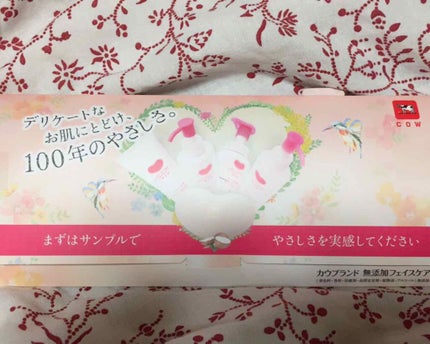 デリケートな
お肌にとどけ、
100年のやさしさ。
COW
まずはサンプルで
やさしさを実感してください
カウブランド 無添加フェイスケア